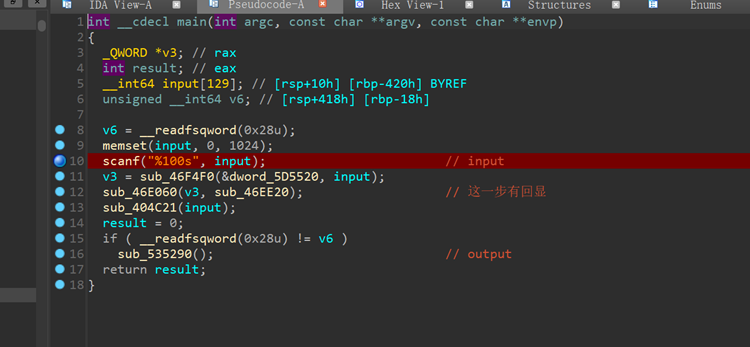 IDA View-A Pseudocode-A Hex View-1 Structures Enums
1 int __cdecl main(int argc, const char **argv, const char **envp)
2 {
3 _QWORD *v3; // rax
4 int result; // eax
5 __int64 input[129]; // [rsp+10h] [rbp-420h] BYREF
6 unsigned __int64 v6; // [rsp+418h] [rbp-18h]
7
8 v6 = __readfsqword(0x28u);
9 memset(input, 0, 1024);
10 scanf("%100s", input); // input
11 v3 = sub_46F4F0(&dword_5D5520, input);
12 sub_46E060(v3, sub_46EE20); // 这一步有回显
13 sub_404C21(input);
14 result = 0;
15 if ( __readfsqword(0x28u) != v6 )
16 sub_535290(); // output
17 return result;
18 }